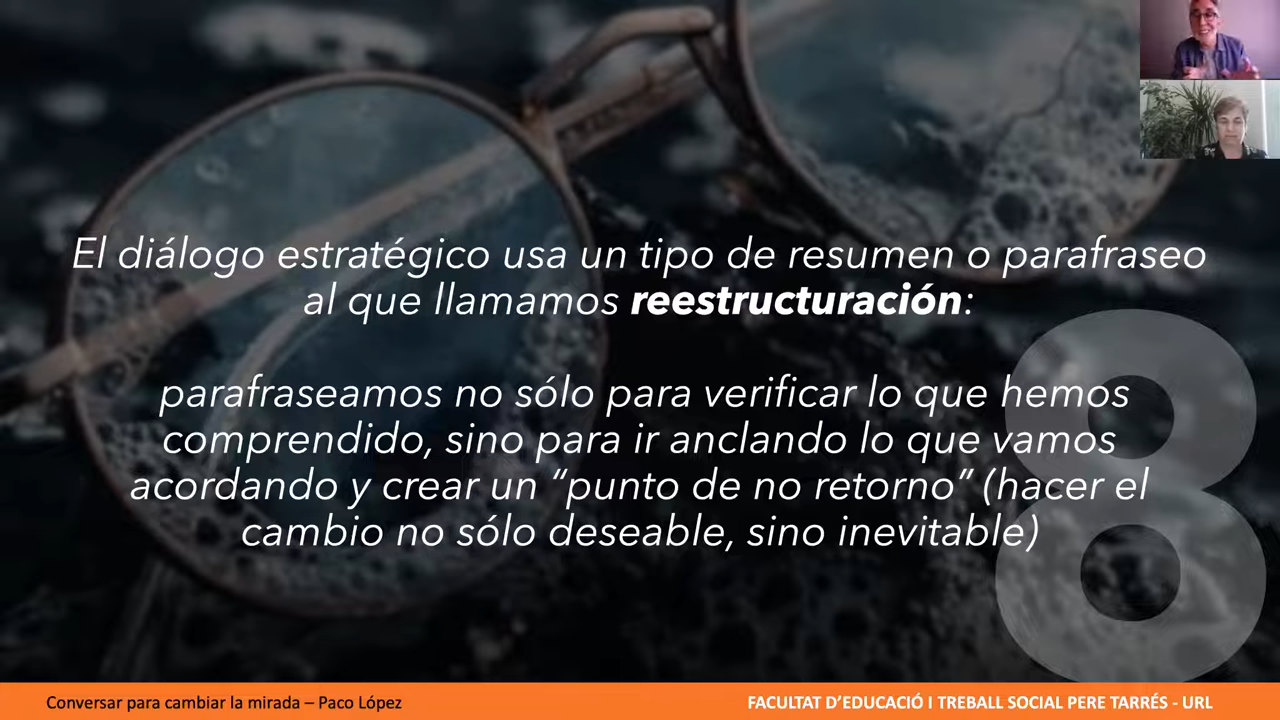 El diálogo estratégico usa un tipo de resumen o parafraseo
al que llamamos reestructuración:
parafraseamos no sólo para verificar lo que hemos
comprendido, sino para ir anclando lo que vamos
acordando y crear un “punto de no retorno” (hacer el
cambio no sólo deseable, sino inevitable)
8
Conversar para cambiar la mirada – Paco López
FACULTAT D’EDUCACIÓ I TREBALL SOCIAL PERE TARRÉS - URL